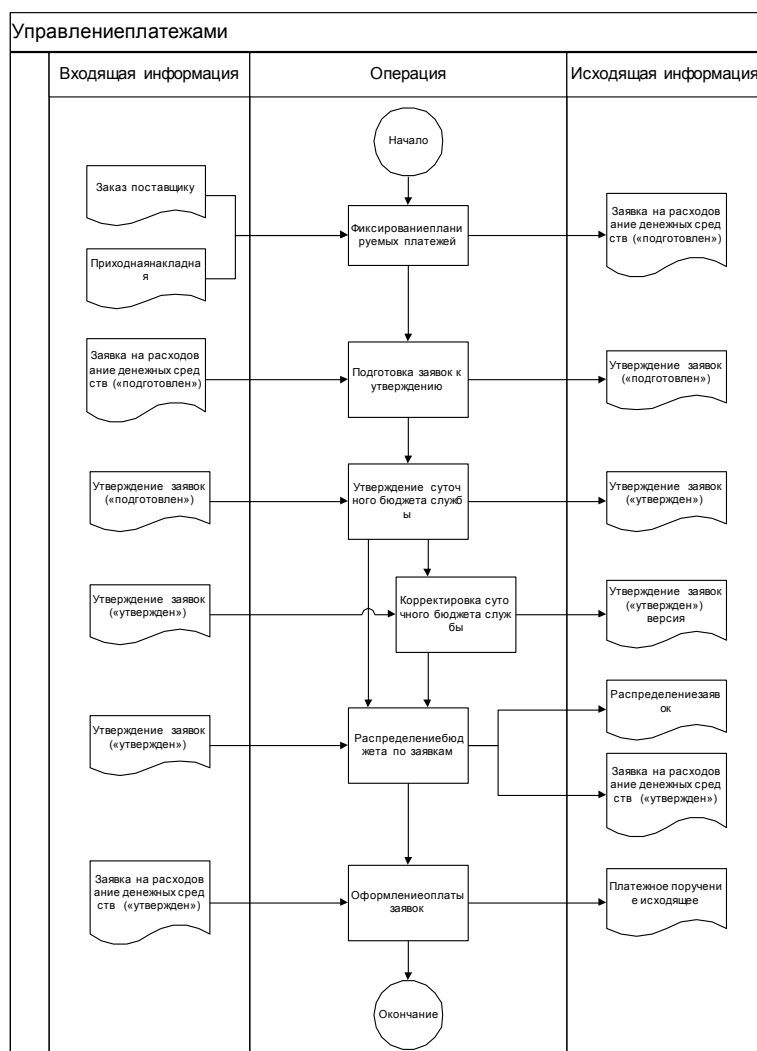 Управлениеплатежами
Входящая информация
Операция
Исходящая информация
Начало
Заказ поставщику
Приходнаянакладна
я
Фиксированиеплани
руемых платежей
Заявка на расходов
ание денежных сред
ств («подготовлен»)
Заявка на расходов
ание денежных сред
ств («подготовлен»)
Подготовка заявок к
утверждению
Утверждение заявок
(«подготовлен»)
Утверждение заявок
(«подготовлен»)
Утверждение суточ
ного бюджета служб
ы
Утверждение заявок
(«утвержден»)
Утверждение заявок
(«утвержден»)
Корректировка суто
чного бюджета служ
бы
Утверждение заявок
(«утвержден»)
версия
Утверждение заявок
(«утвержден»)
Распределениебюд
жета по заявкам
Распределениезаяв
ок
Заявка на расходов
ание денежных сред
ств («утвержден»)
Заявка на расходов
ание денежных сред
ств («утвержден»)
Оформлениеоплаты
заявок
Платежное поручени
е исходящее
Окончание